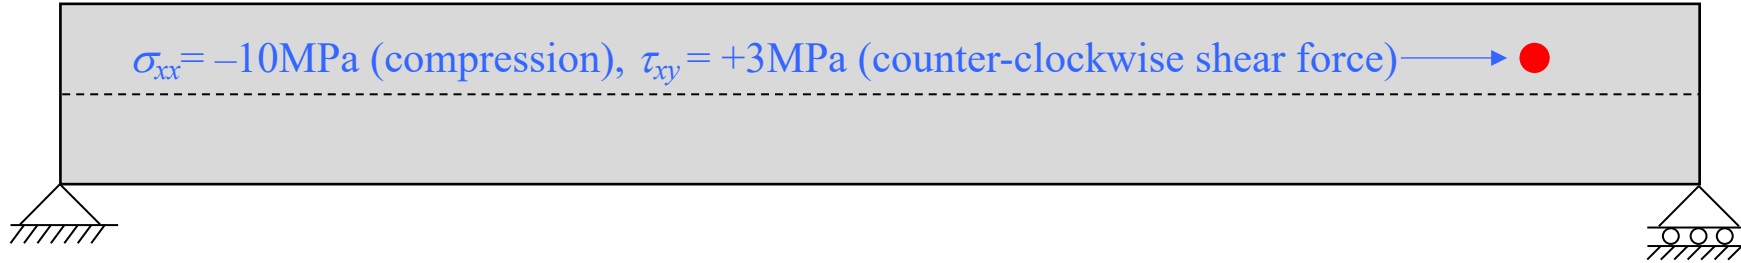 σxx= –10MPa (compression), τxy = +3MPa (counter-clockwise shear force)